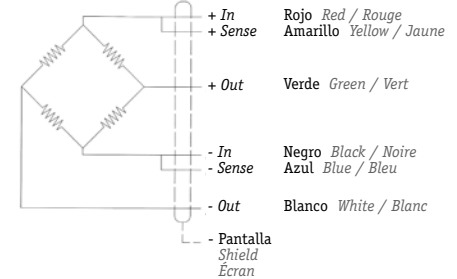 + In Rojo Red / Rouge
+ Sense Amarillo Yellow / Jaune
+ Out Verde Green / Vert
- In Negro Black / Noire
- Sense Azul Blue / Bleu
- Out Blanco White / Blanc
- Pantalla
Shield
Écran